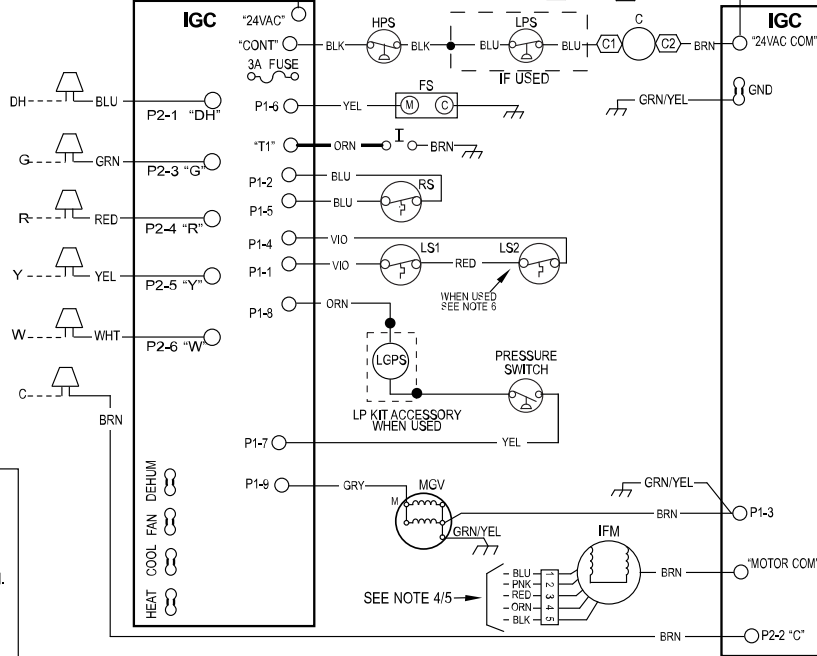 IGC
"24VAC"
"CONT"
BLK
HPS
BLK
BLU
LPS
BLU
C1
C
C2
BRN
IF USED
IGC
"24VAC COM"
3A FUSE
P1-6
YEL
FS
M
C
GRN/YEL
GND
DH
BLU
P2-1 "DH"
"T1"
ORN
I
BRN
G
GRN
P2-3 "G"
P1-2
BLU
RS
P1-5
BLU
R
RED
P2-4 "R"
P1-4
VIO
P1-1
VIO
LS1
RED
LS2
WHEN USED
SEE NOTE 6
Y
YEL
P2-5 "Y"
P1-8
ORN
W
WHT
P2-6 "W"
LGPS
LP KIT ACCESSORY
WHEN USED
PRESSURE
SWITCH
C
BRN
P1-7
YEL
P1-9
GRY
M
MGV
GRN/YEL
GRN/YEL
BRN
P1-3
DEHUM
FAN
COOL
HEAT
SEE NOTE 4/5
BLU 1
PNK 2
RED 3
ORN 4
BLK 5
IFM
BRN
"MOTOR COM"
BRN
P2-2 "C"